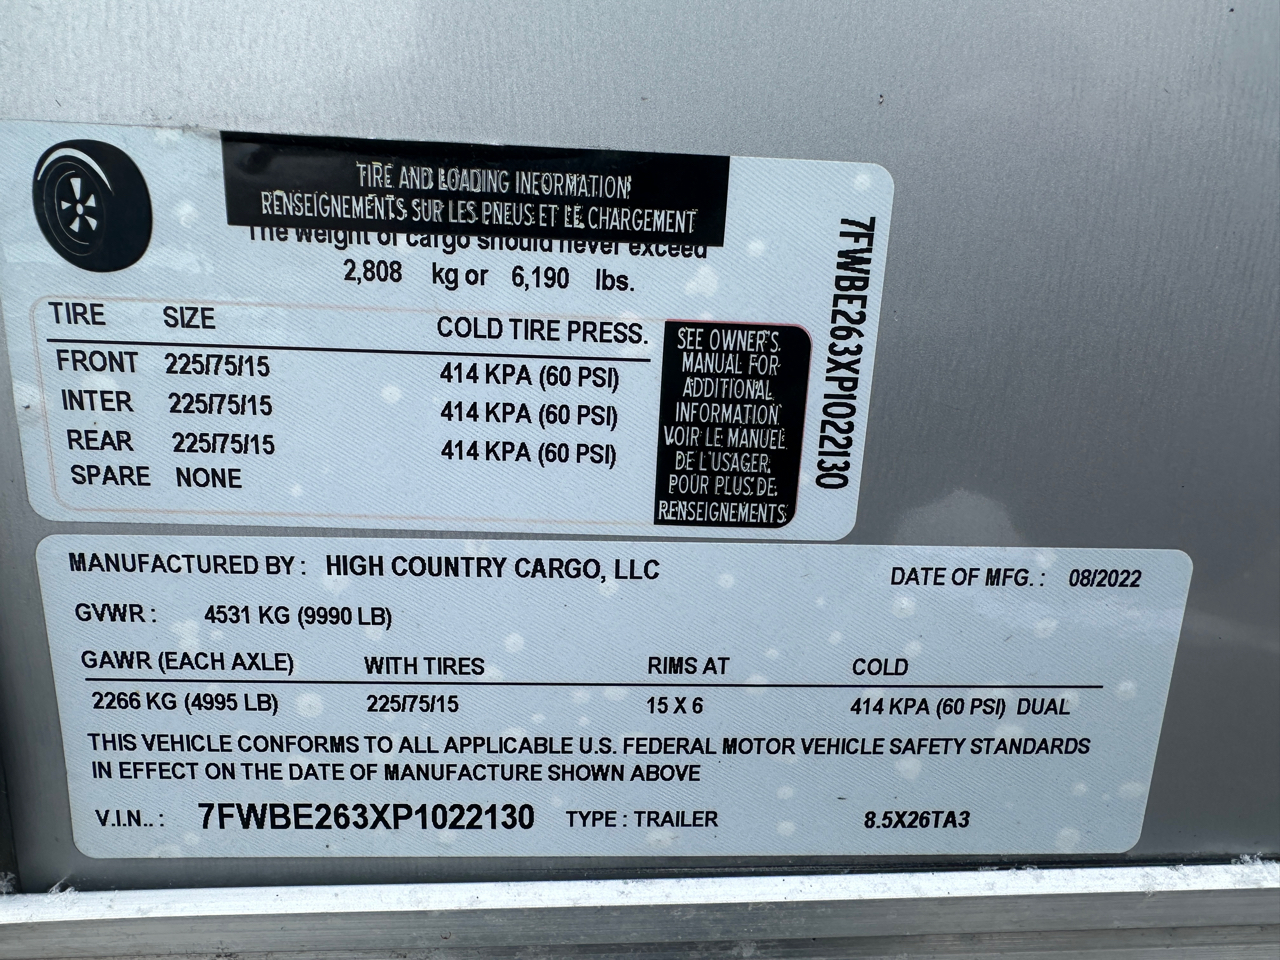 TIRE AND LOADING INFORMATION
RENSEIGNEMENTS SUR LES PNEUS ET LE CHARGEMENT
The weight of cargo should never exceed
2,808 kg or 6,190 lbs.
TIRE SIZE COLD TIRE PRESS.
FRONT 225/75/15 414 KPA (60 PSI)
INTER 225/75/15 414 KPA (60 PSI)
REAR 225/75/15 414 KPA (60 PSI)
SPARE NONE
SEE OWNER'S
MANUAL FOR
ADDITIONAL
INFORMATION
VOIR LE MANUEL
DE L'USAGER
POUR PLUS DE
RENSEIGNEMENTS
7FWBE263XP1022130
MANUFACTURED BY: HIGH COUNTRY CARGO, LLC DATE OF MFG.: 08/2022
GVWR: 4531 KG (9990 LB)
GAWR (EACH AXLE) WITH TIRES RIMS AT COLD
2266 KG (4995 LB) 225/75/15 15 X 6 414 KPA (60 PSI) DUAL
THIS VEHICLE CONFORMS TO ALL APPLICABLE U.S. FEDERAL MOTOR VEHICLE SAFETY STANDARDS
IN EFFECT ON THE DATE OF MANUFACTURE SHOWN ABOVE
V.I.N..: 7FWBE263XP1022130 TYPE: TRAILER 8.5X26TA3